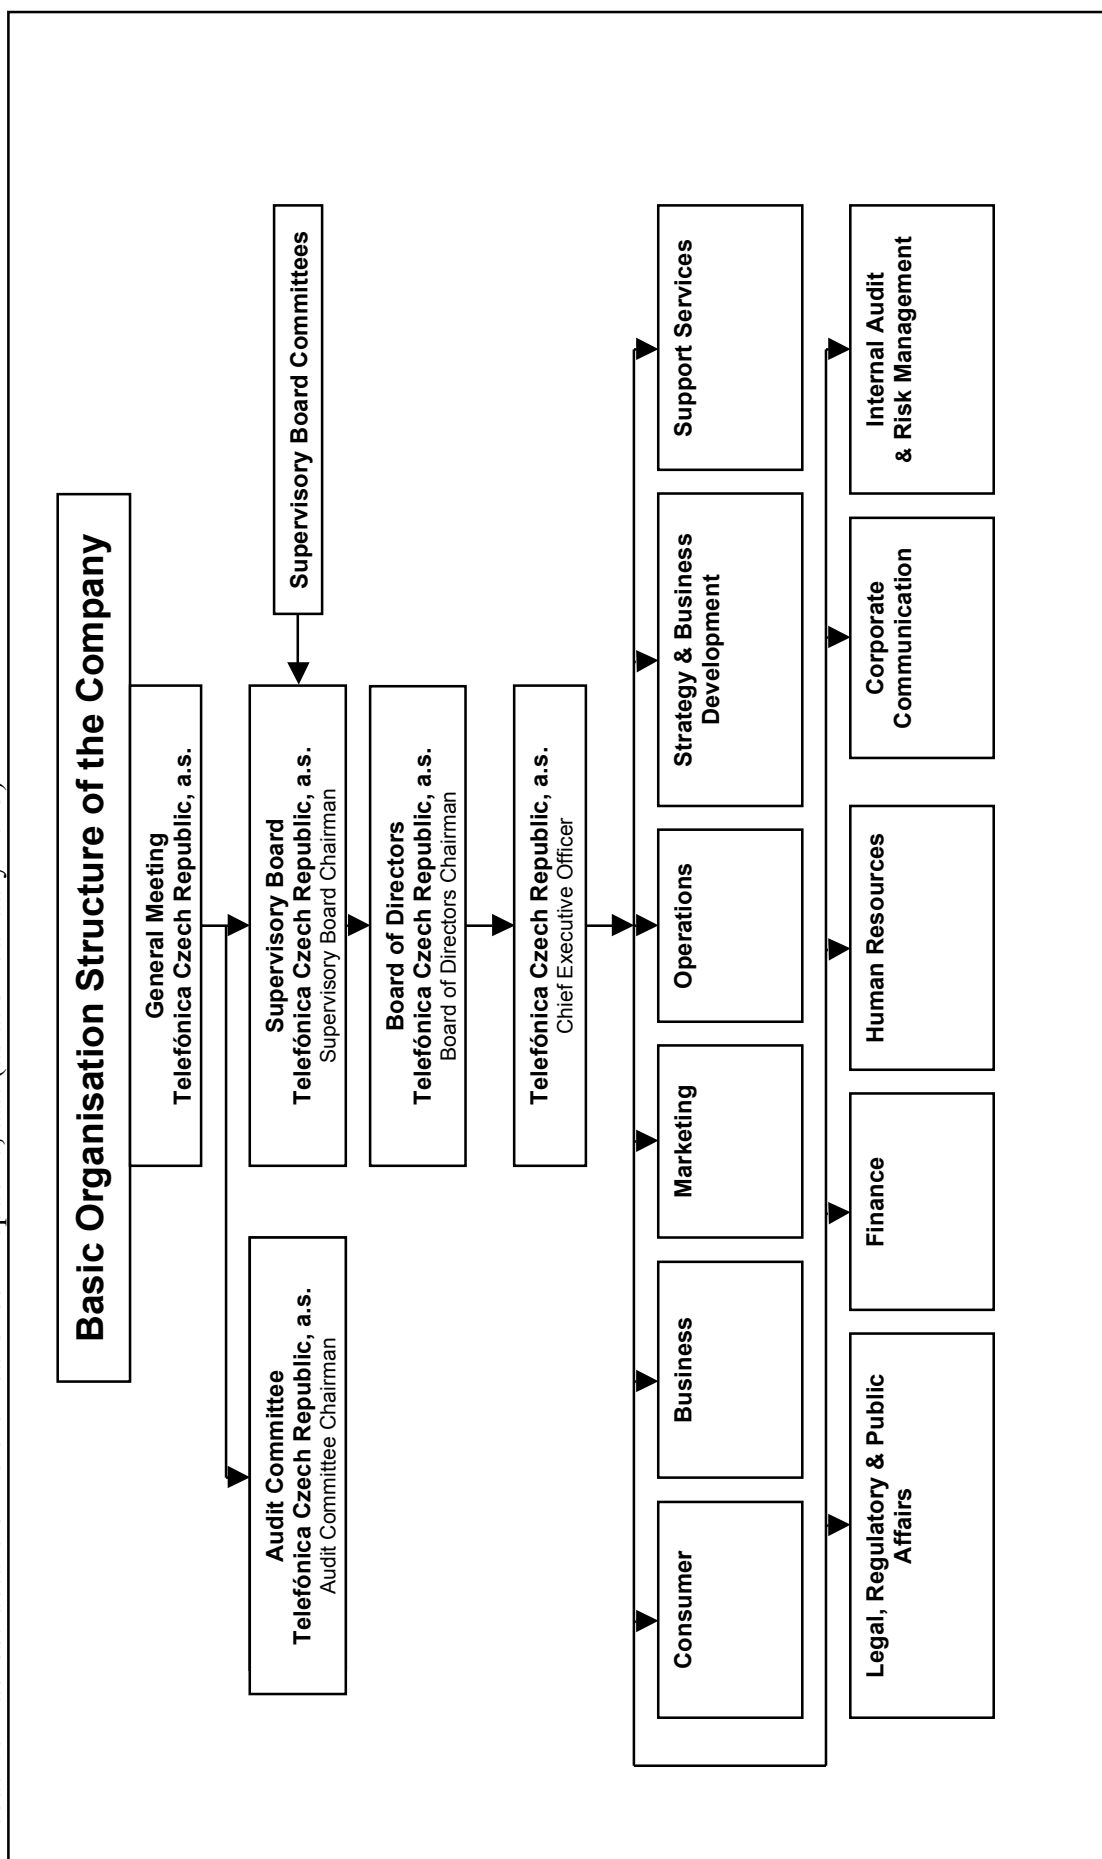 Basic Organisation Structure of the Company
General Meeting
Telefónica Czech Republic, a.s.
Supervisory Board Committees
Audit Committee
Telefónica Czech Republic, a.s.
Audit Committee Chairman
Supervisory Board
Telefónica Czech Republic, a.s.
Supervisory Board Chairman
Board of Directors
Telefónica Czech Republic, a.s.
Board of Directors Chairman
Telefónica Czech Republic, a.s.
Chief Executive Officer
Consumer
Business
Marketing
Operations
Strategy & Business
Development
Support Services
Legal, Regulatory & Public
Affairs
Finance
Human Resources
Corporate
Communication
Internal Audit
& Risk Management